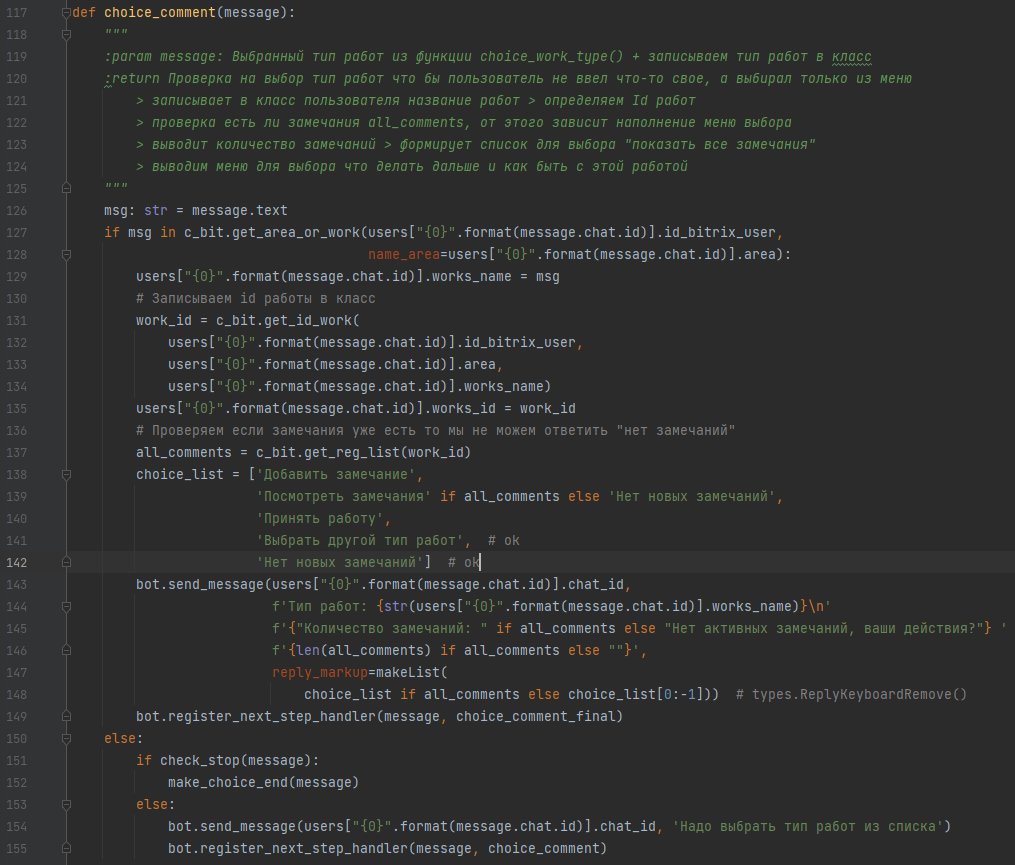 117 def choice_comment(message):
118 """
119 :param message: Выбранный тип работ из функции choice_work_type() + записываем тип работ в класс
120 :return Проверка на выбор тип работ что бы пользователь не ввел что-то свое, а выбирал только из меню
121 > записывает в класс пользователя название работ > определяем Id работ
122 > проверка есть ли замечания all_comments, от этого зависит наполнение меню выбора
123 > выводит количество замечаний > формирует список для выбора "показать все замечания"
124 > выводим меню для выбора что делать дальше и как быть с этой работой
125 """
126 msg: str = message.text
127 if msg in c_bit.get_area_or_work(users["{0}".format(message.chat.id)].id_bitrix_user,
128 name_area=users["{0}".format(message.chat.id)].area):
129 users["{0}".format(message.chat.id)].works_name = msg
130 # Записываем id работы в класс
131 work_id = c_bit.get_id_work(
132 users["{0}".format(message.chat.id)].id_bitrix_user,
133 users["{0}".format(message.chat.id)].area,
134 users["{0}".format(message.chat.id)].works_name)
135 users["{0}".format(message.chat.id)].works_id = work_id
136 # Проверяем если замечания уже есть то мы не можем ответить "нет замечаний"
137 all_comments = c_bit.get_reg_list(work_id)
138 choice_list = ['Добавить замечание',
139 'Посмотреть замечания' if all_comments else 'Нет новых замечаний',
140 'Принять работу',
141 'Выбрать другой тип работ', # ok
142 'Нет новых замечаний'] # ok
143 bot.send_message(users["{0}".format(message.chat.id)].chat_id,
144 f'Тип работ: {str(users["{0}".format(message.chat.id)].works_name)}\n'
145 f'{"Количество замечаний: " if all_comments else "Нет активных замечаний, ваши действия?"} '
146 f'{len(all_comments) if all_comments else ""}',
147 reply_markup=makeList(
148 choice_list if all_comments else choice_list[0:-1])) # types.ReplyKeyboardRemove()
149 bot.register_next_step_handler(message, choice_comment_final)
150 else:
151 if check_stop(message):
152 make_choice_end(message)
153 else:
154 bot.send_message(users["{0}".format(message.chat.id)].chat_id, 'Надо выбрать тип работ из списка')
155 bot.register_next_step_handler(message, choice_comment)